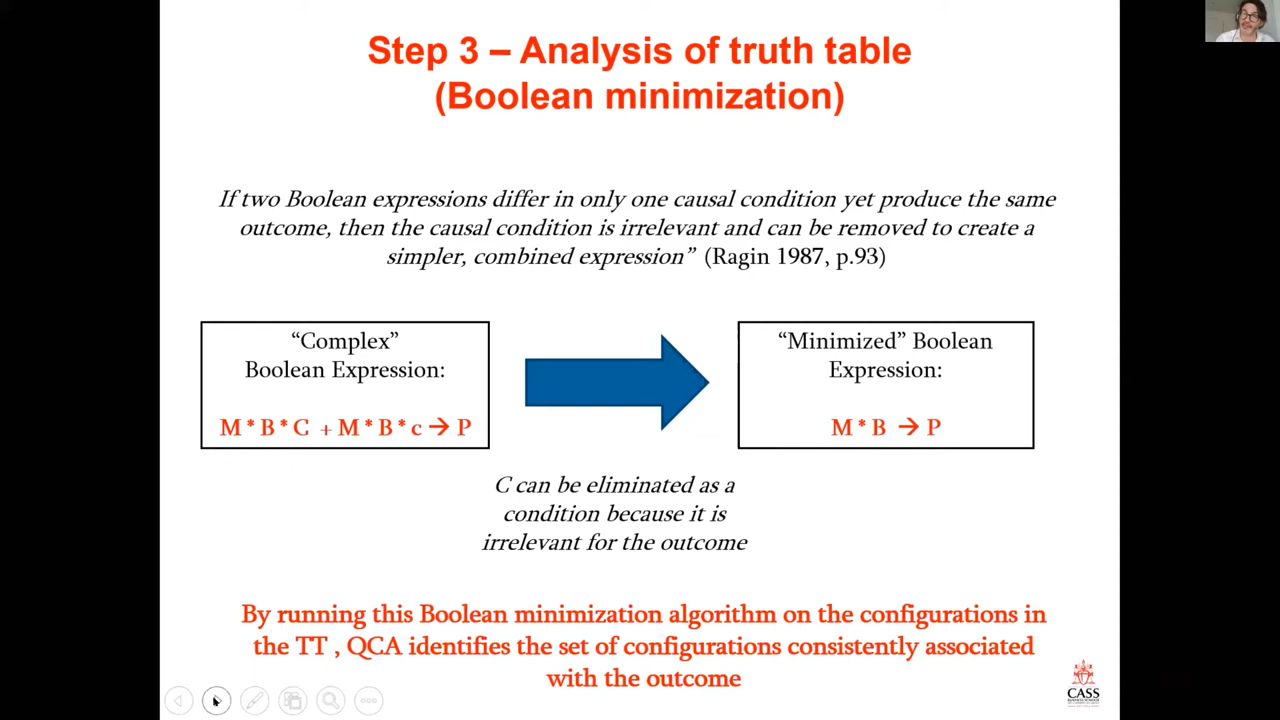 Step 3 – Analysis of truth table
(Boolean minimization)
If two Boolean expressions differ in only one causal condition yet produce the same
outcome, then the causal condition is irrelevant and can be removed to create a
simpler, combined expression” (Ragin 1987, p.93)
“Complex”
Boolean Expression:
M * B * C + M * B * c → P
“Minimized” Boolean
Expression:
M * B → P
C can be eliminated as a
condition because it is
irrelevant for the outcome
By running this Boolean minimization algorithm on the configurations in
the TT , QCA identifies the set of configurations consistently associated
with the outcome
CASS